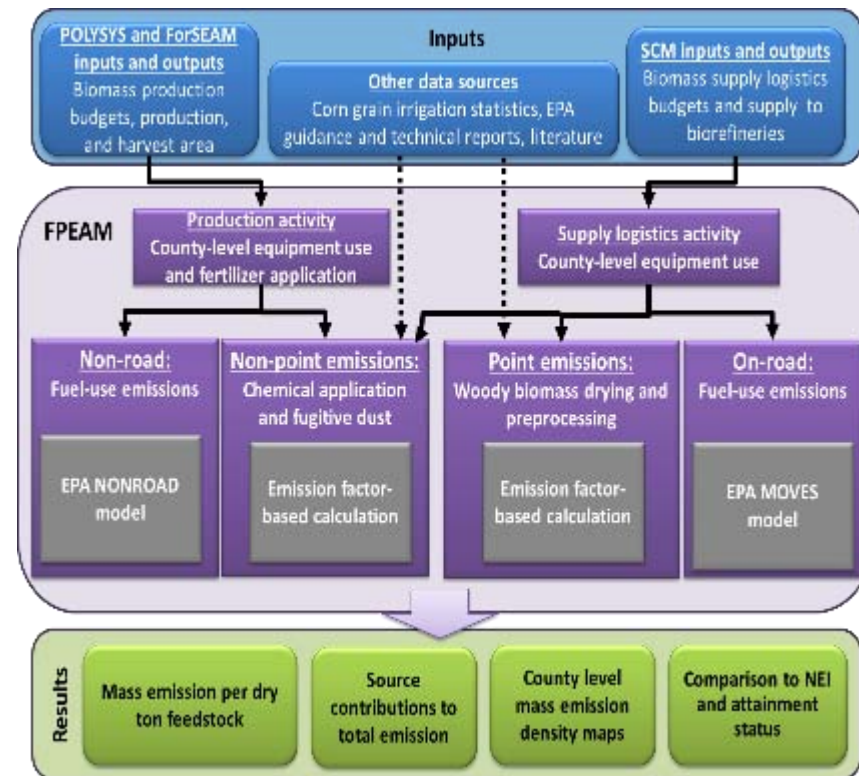 Inputs
POLYSYS and ForSEAM
inputs and outputs
Biomass production
budgets, production,
and harvest area
Other data sources
Corn grain irrigation statistics, EPA
guidance and technical reports, literature
SCM inputs and outputs
Biomass supply logistics
budgets and supply to
biorefineries
FPEAM
Production activity
County-level equipment use
and fertilizer application
Supply logistics activity
County-level equipment use
Non-road:
Fuel-use emissions
EPA NONROAD
model
Non-point emissions:
Chemical application
and fugitive dust
Emission factor-
based calculation
Point emissions:
Woody biomass drying and
preprocessing
Emission factor-
based calculation
On-road:
Fuel-use emissions
EPA MOVES
model
Results
Mass emission per dry
ton feedstock
Source
contributions to
total emission
County level
mass emission
density maps
Comparison to NEI
and attainment
status